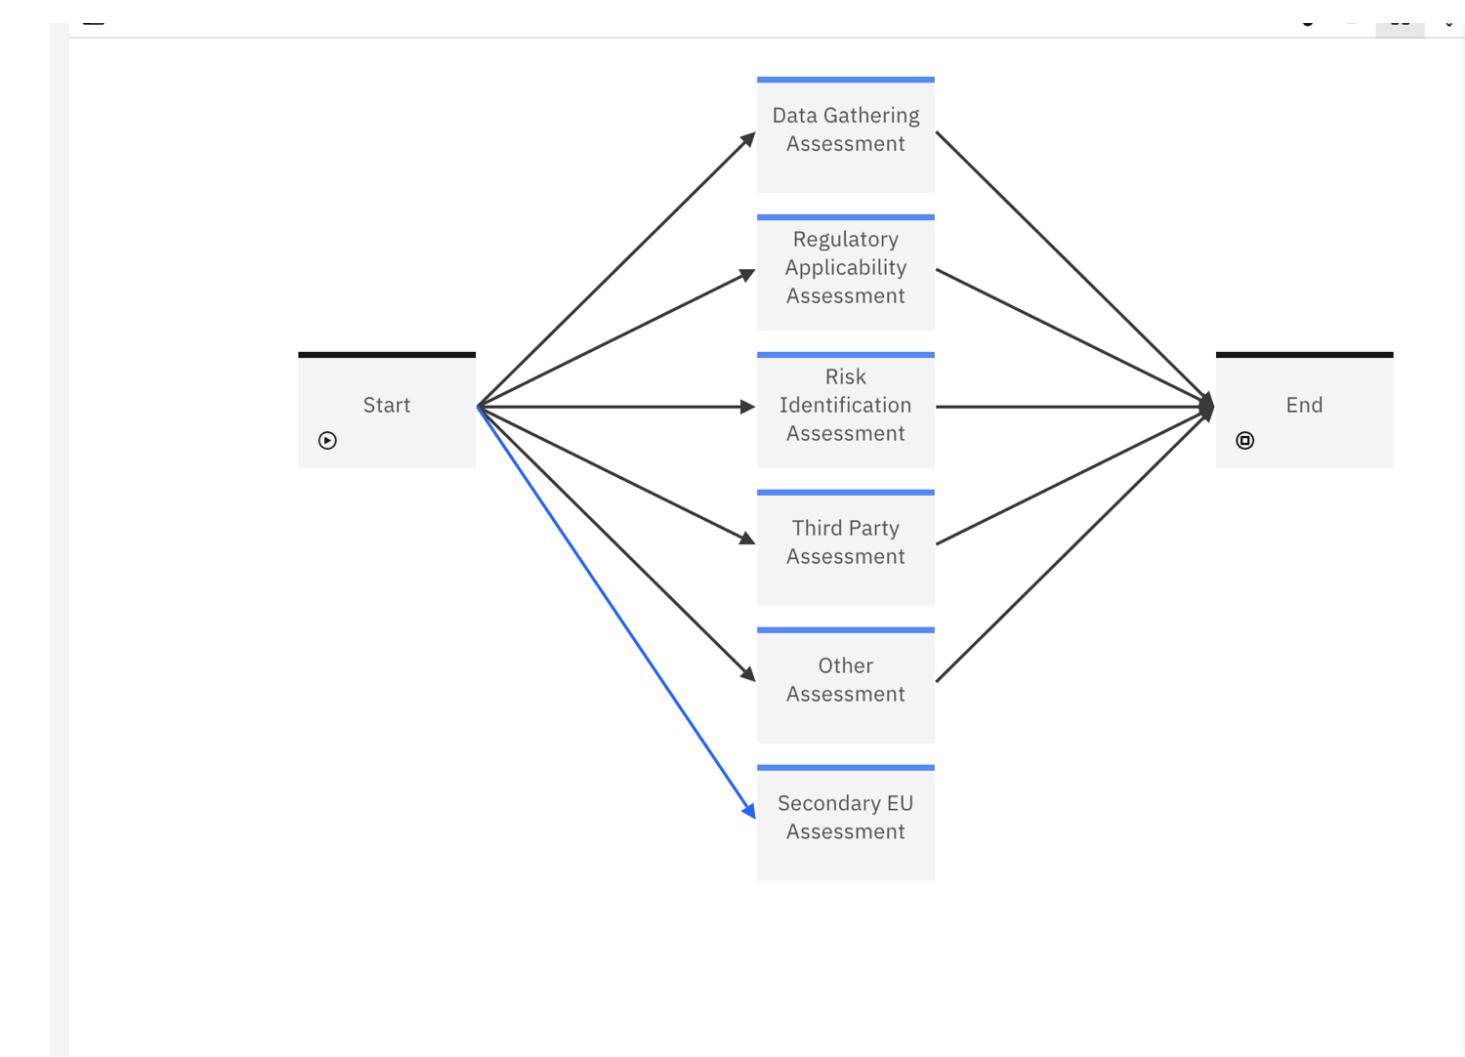 Data Gathering
Assessment
Regulatory
Applicability
Assessment
Start
Risk
Identification
Assessment
End
Third Party
Assessment
Other
Assessment
Secondary EU
Assessment